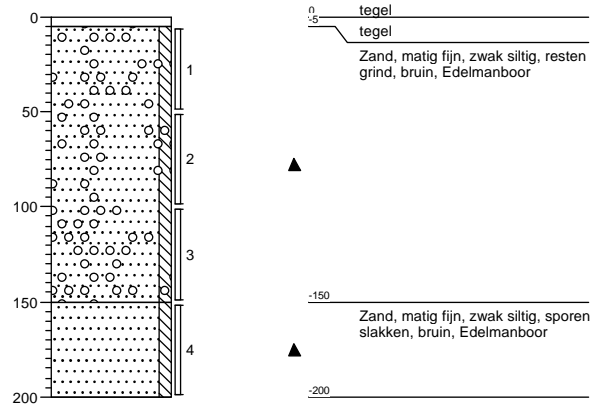 0
50
100
150
200
1
2
3
4
0
tegel
-5
tegel
Zand, matig fijn, zwak siltig, resten
grind, bruin, Edelmanboor
-150
Zand, matig fijn, zwak siltig, sporen
slakken, bruin, Edelmanboor
-200